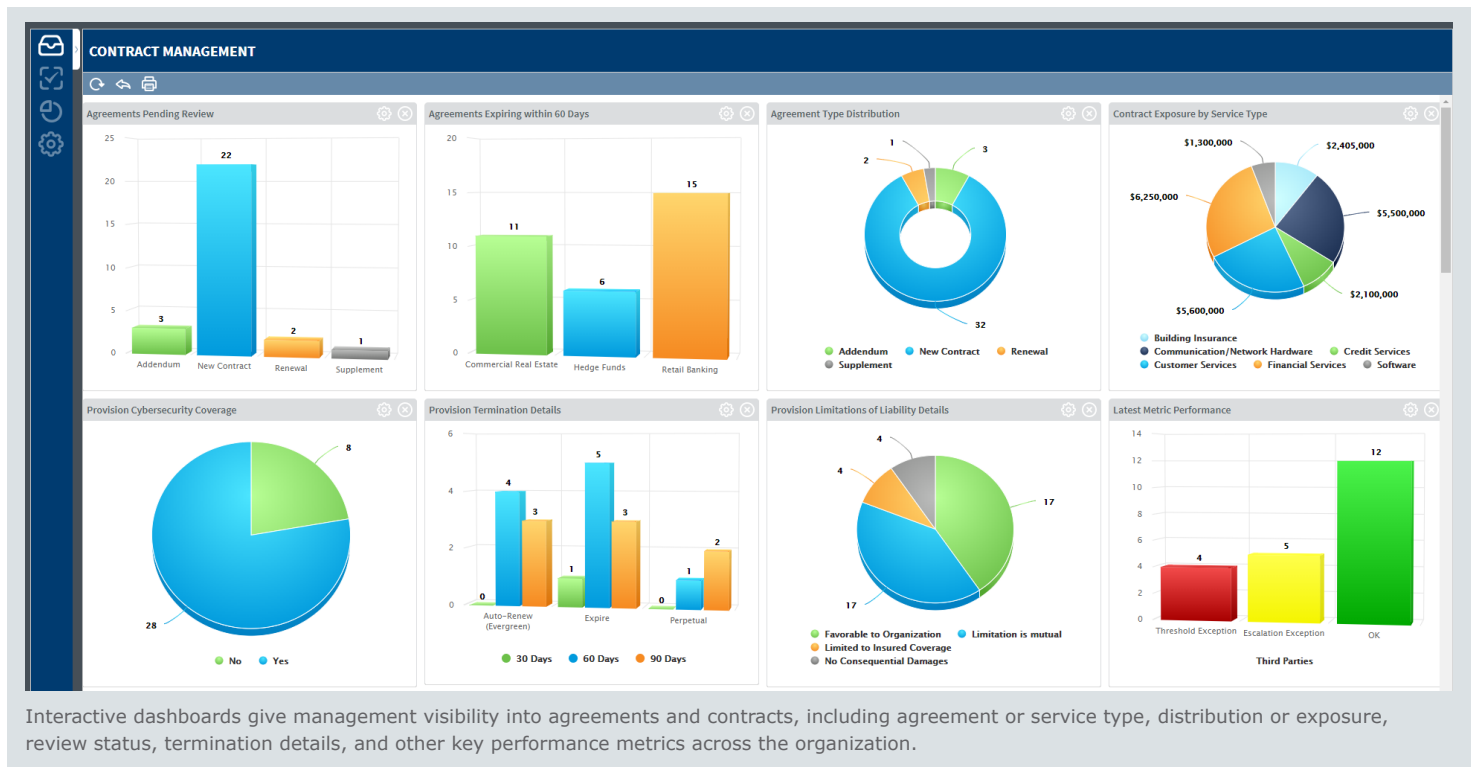 CONTRACT MANAGEMENT
Agreements Pending Review
25
20
15
10
5
0
3
22
2
1
Addendum
New Contract
Renewal
Supplement
Agreements Expiring within 60 Days
20
15
10
5
0
11
6
15
Commercial Real Estate
Hedge Funds
Retail Banking
Agreement Type Distribution
1
2
3
32
Addendum
New Contract
Renewal
Supplement
Contract Exposure by Service Type
$1,300,000
$2,405,000
$6,250,000
$5,500,000
$2,100,000
$5,600,000
Building Insurance
Communication/Network Hardware
Credit Services
Customer Services
Financial Services
Software
Provision Cybersecurity Coverage
8
28
No
Yes
Provision Termination Details
6
4
2
0
0
4
3
1
5
3
0
1
2
Auto-Renew
(Evergreen)
Expire
Perpetual
30 Days
60 Days
90 Days
Provision Limitations of Liability Details
4
4
17
17
Favorable to Organization
Limitation is mutual
Limited to Insured Coverage
No Consequential Damages
Latest Metric Performance
14
12
10
8
6
4
2
0
4
5
12
Threshold Exception
Escalation Exception
OK
Third Parties
Interactive dashboards give management visibility into agreements and contracts, including agreement or service type, distribution or exposure,
review status, termination details, and other key performance metrics across the organization.